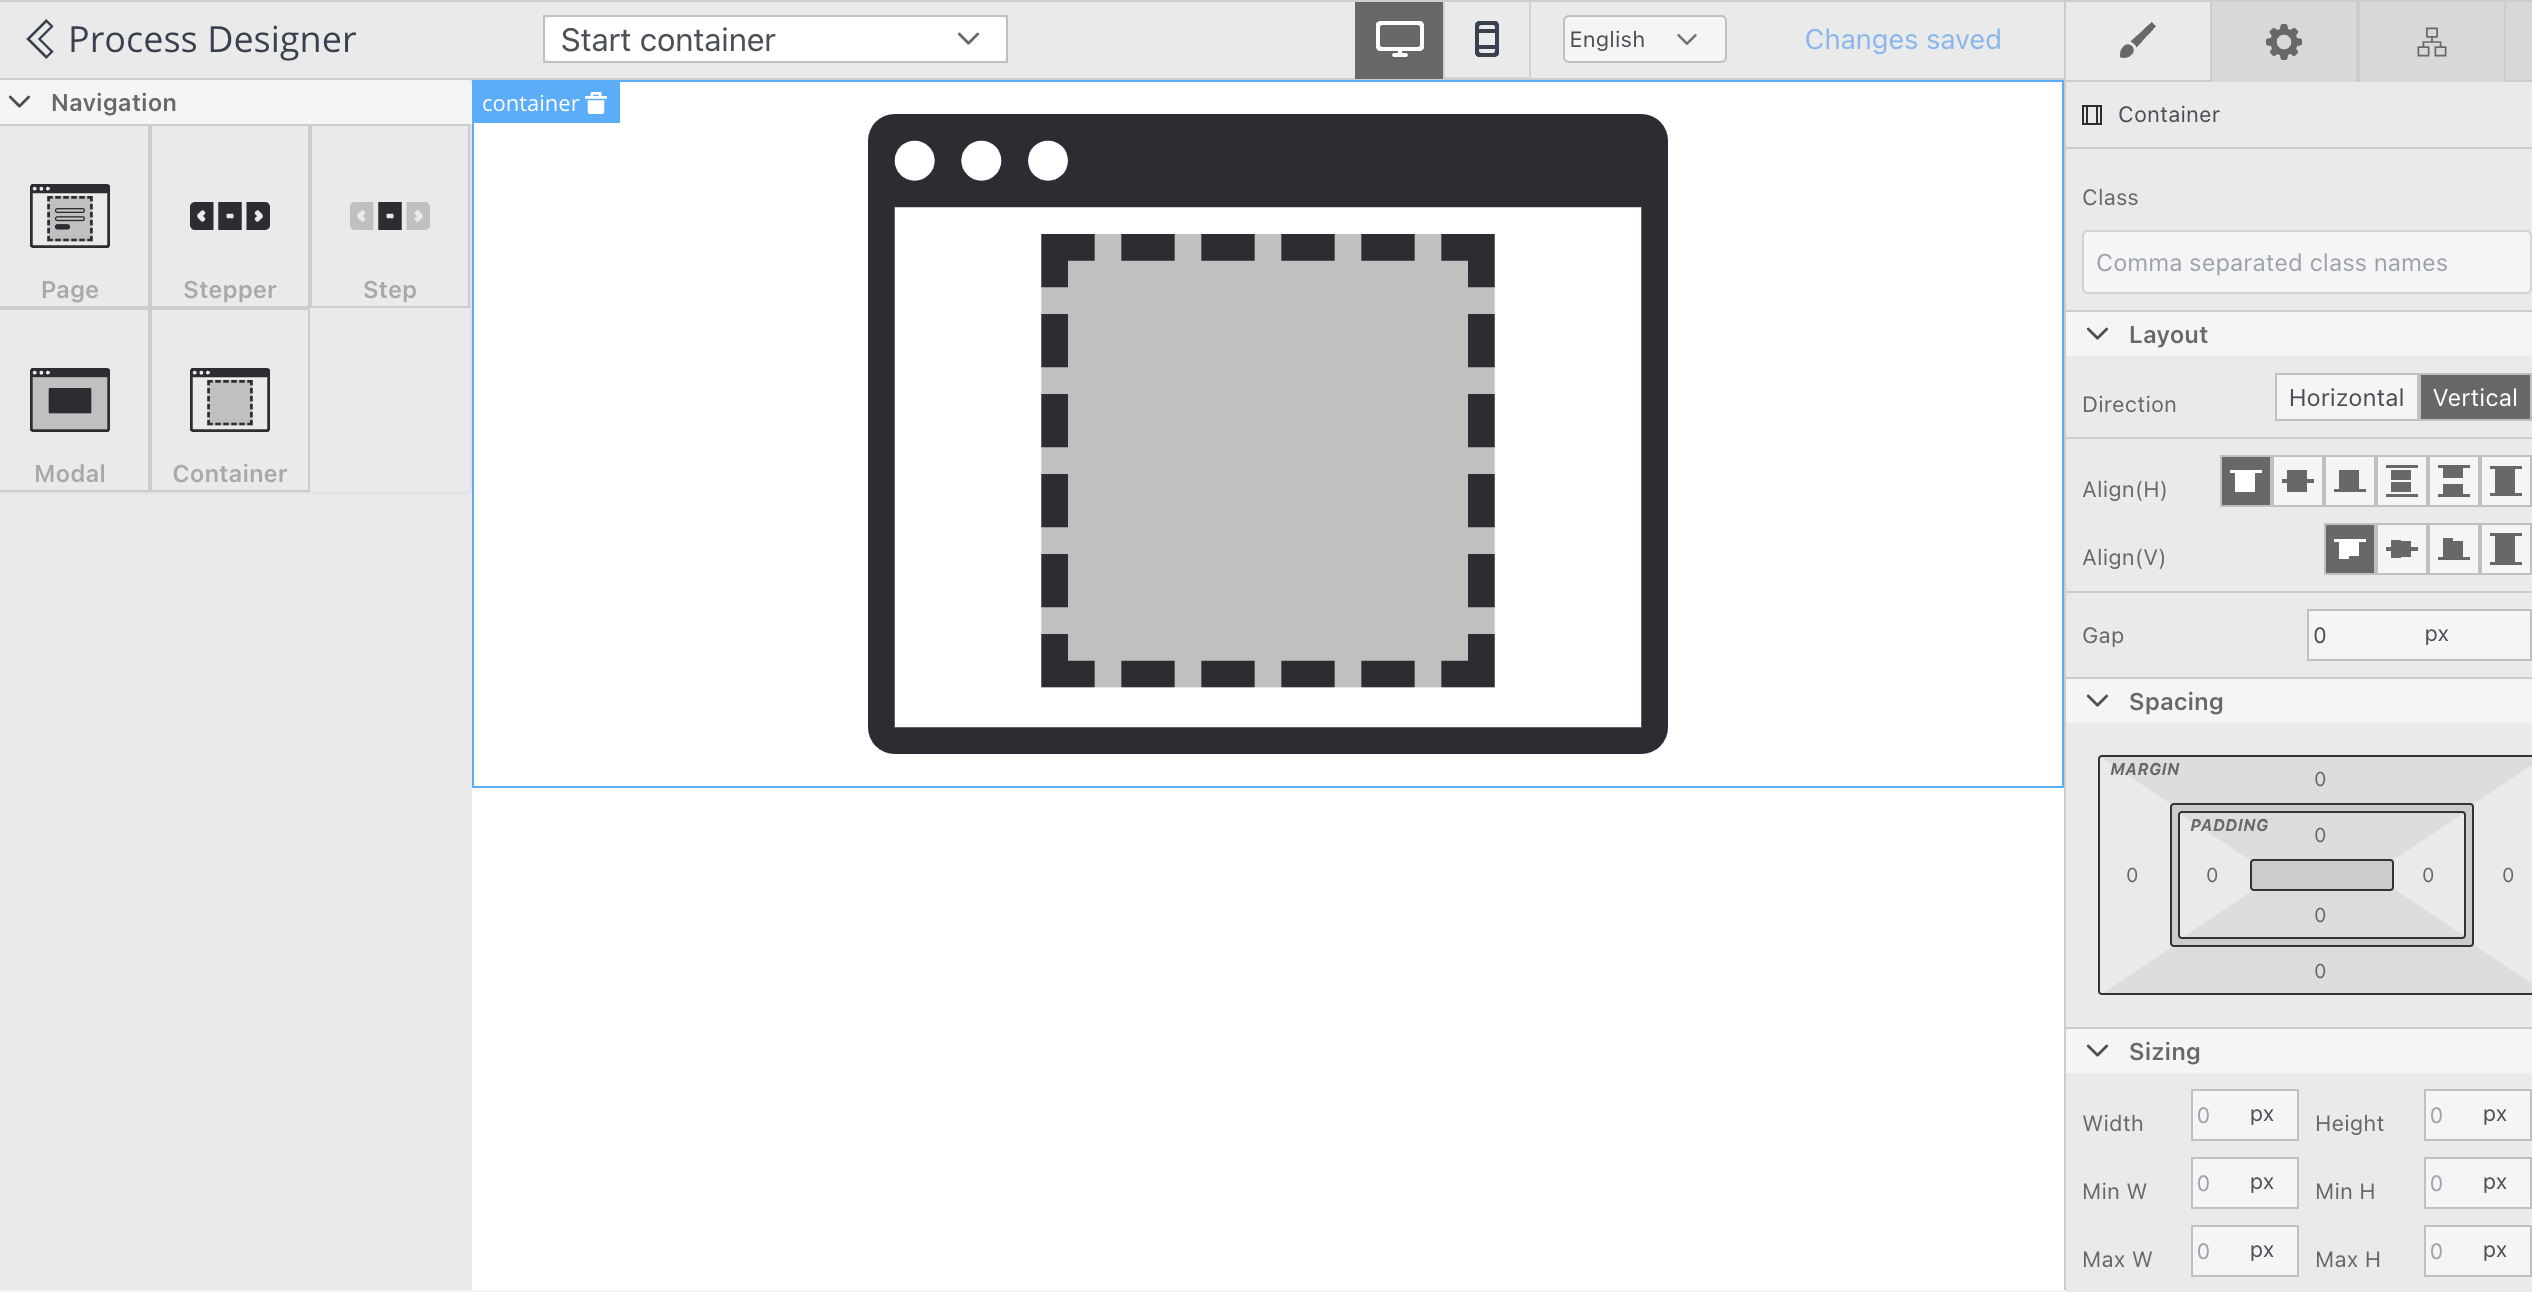 Process Designer
Start container
English
Changes saved
Navigation
Page
Stepper
Step
Modal
Container
container
Container
Class
Comma separated class names
Layout
Direction
Horizontal
Vertical
Align(H)
Align(V)
Gap
0 px
Spacing
MARGIN
0
PADDING
0
0 0 0 0
0
0
Sizing
Width 0 px Height 0 px
Min W 0 px Min H 0 px
Max W 0 px Max H 0 px